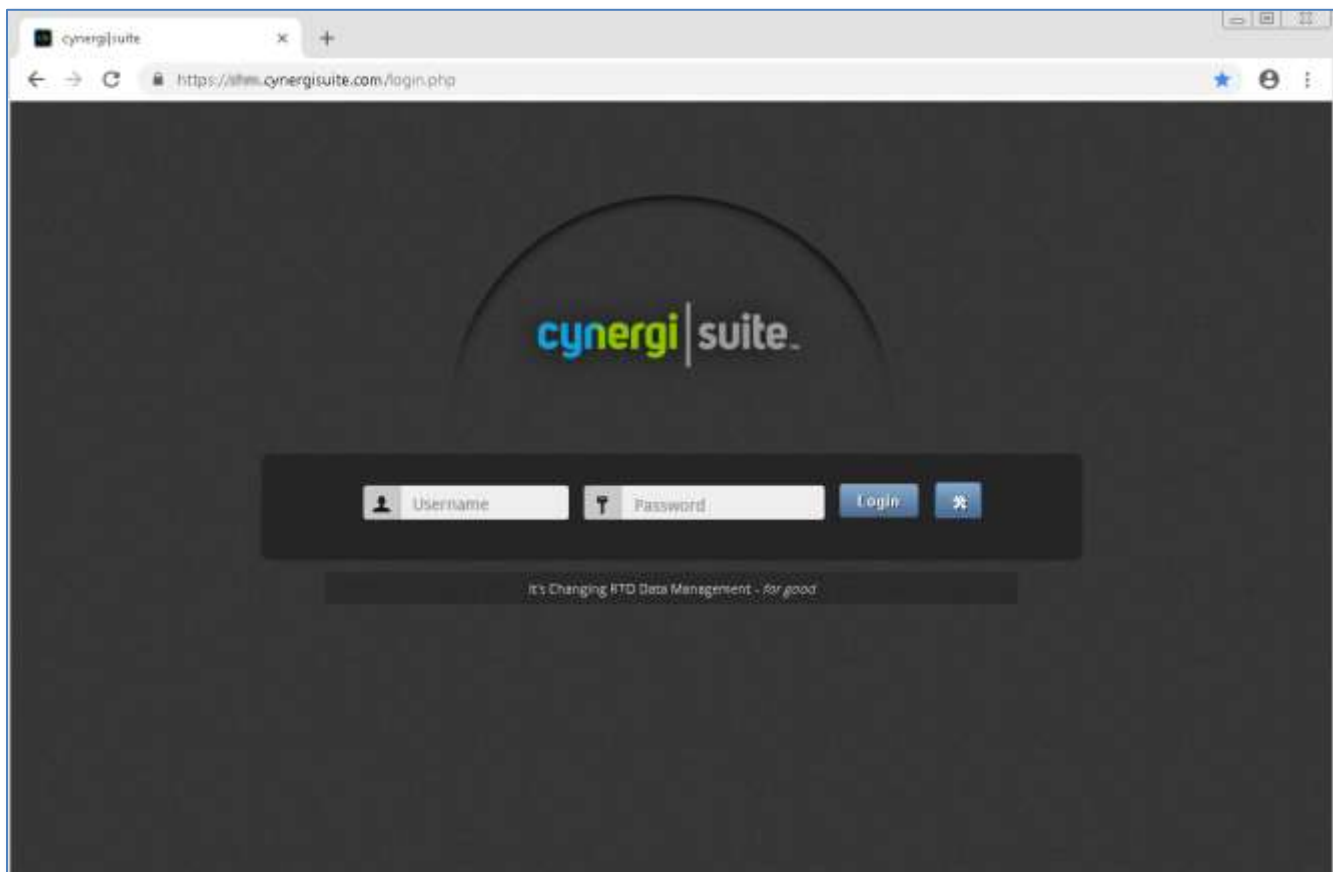 cynergi|suite
https://shm.cynergisuite.com/login.php
cynergi|suite
Username
Password
Login
It's Changing RTO Data Management - for good